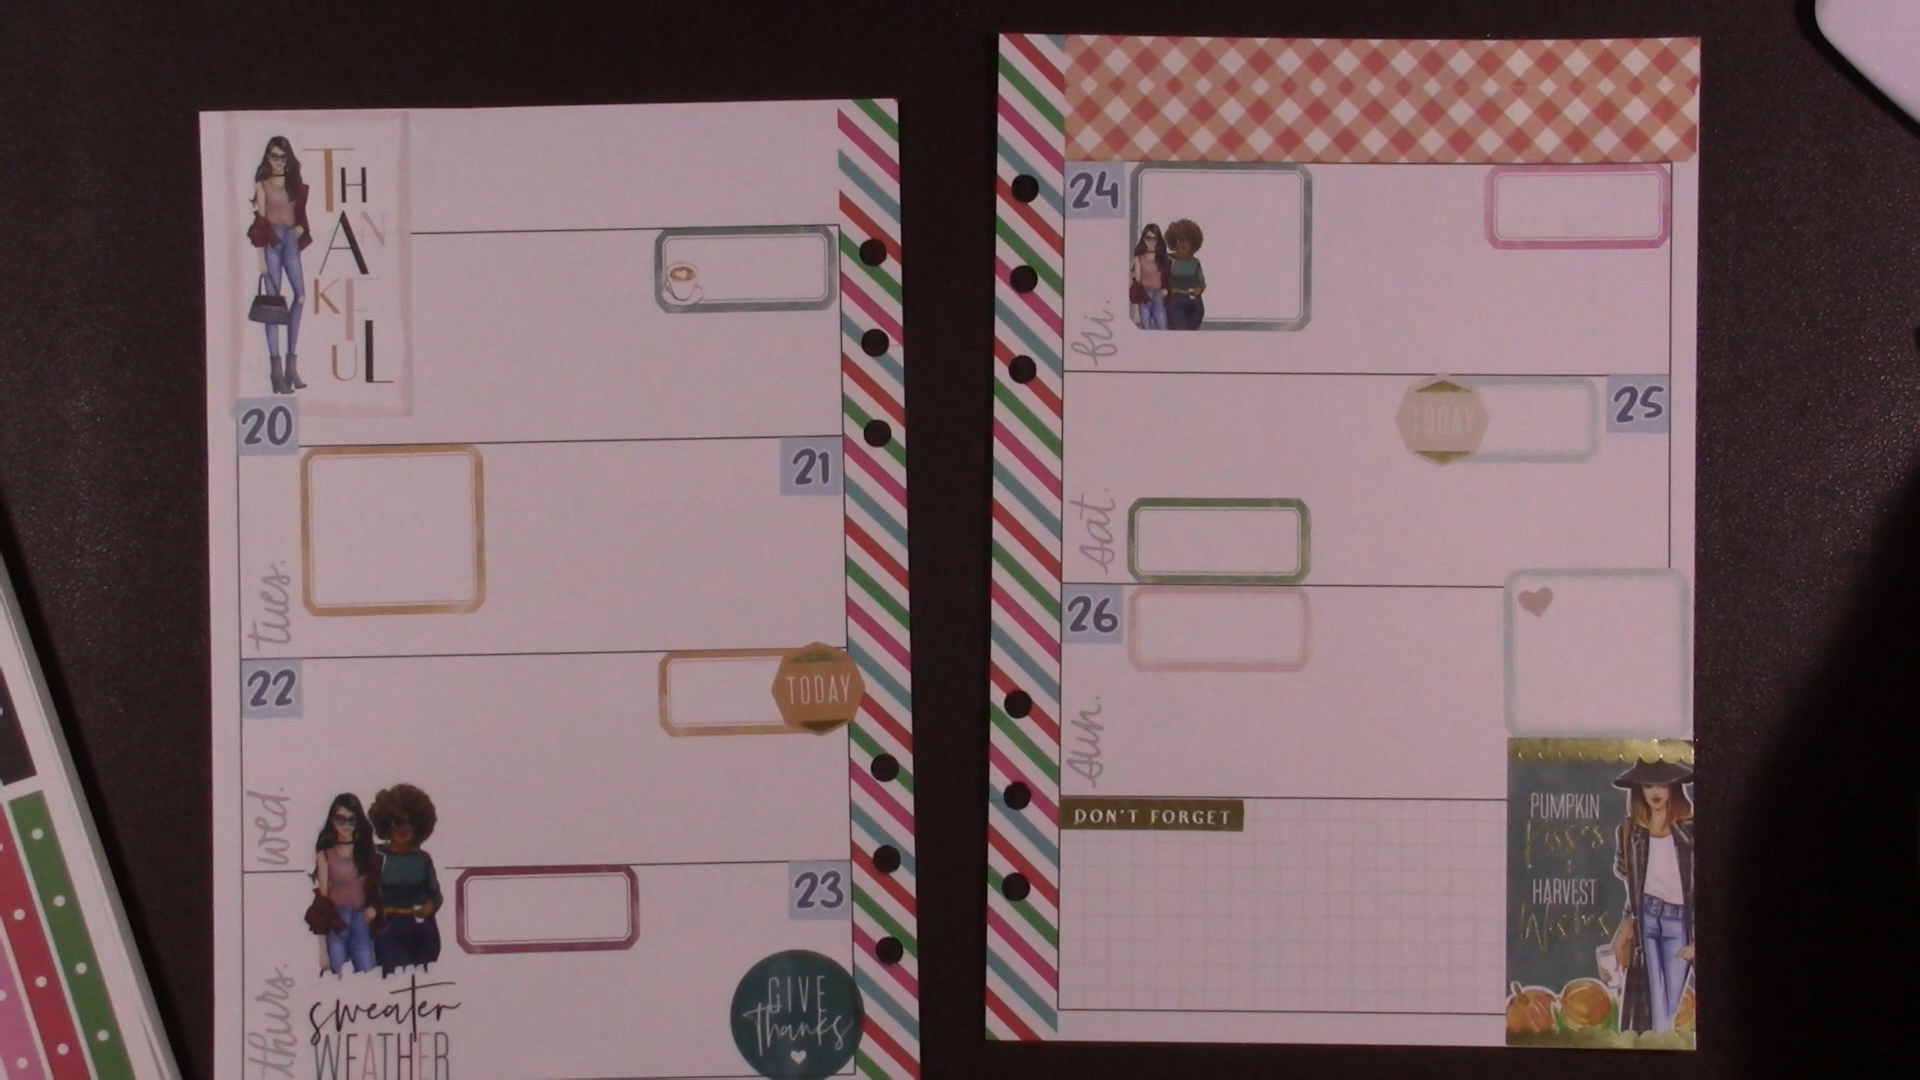 THANKFUL
20
21
tues.
22
TODAY
wed.
23
thurs.
GIVE
thanks
sweater
WEATHER
24
fri.
TODAY
25
sat.
26
sun.
DON'T FORGET
PUMPKIN
Kisses
+
HARVEST
Wishes